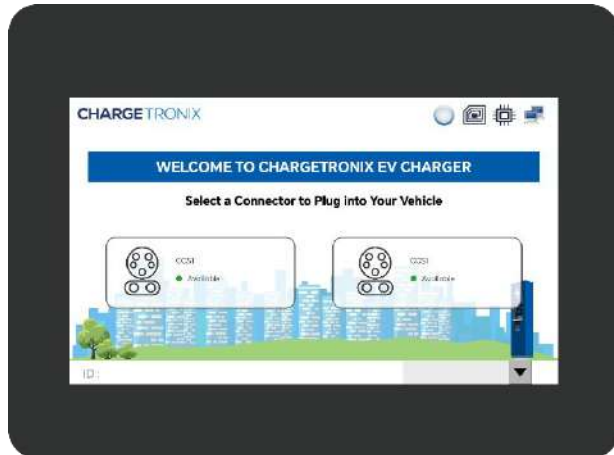 CHARGETRONIX
WELCOME TO CHARGETRONIX EV CHARGER
Select a Connector to Plug into Your Vehicle
CCS1
Available
CCS1
Available
ID :